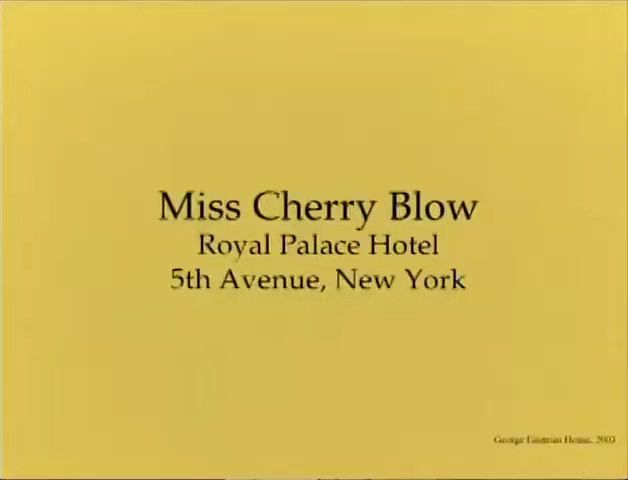 Miss Cherry Blow
Royal Palace Hotel
5th Avenue, New York
George Eastman House, 2003